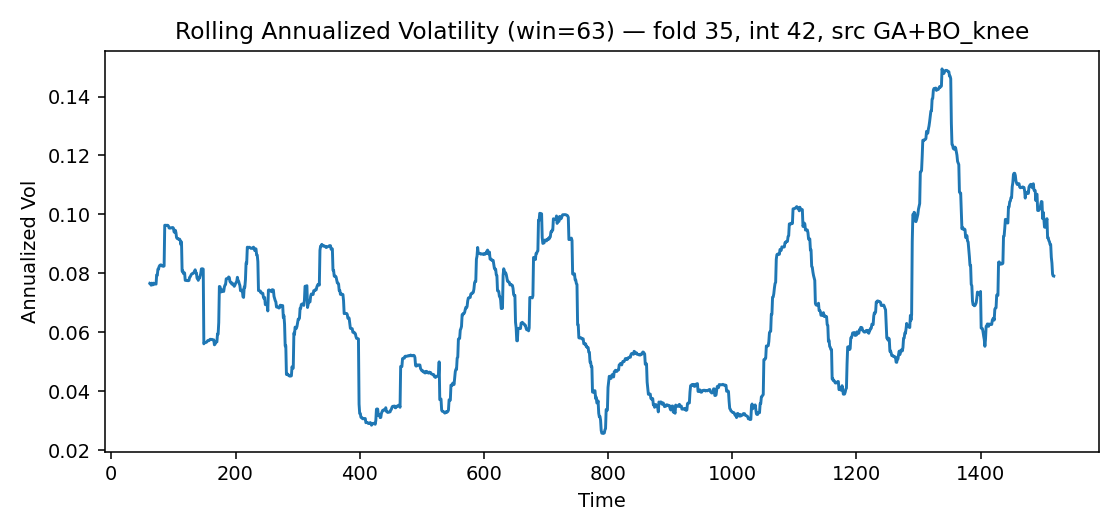 Rolling Annualized Volatility (win=63) — fold 35, int 42, src GA+BO_knee
Annualized Vol
0.14
0.12
0.10
0.08
0.06
0.04
0.02
0 200 400 600 800 1000 1200 1400
Time